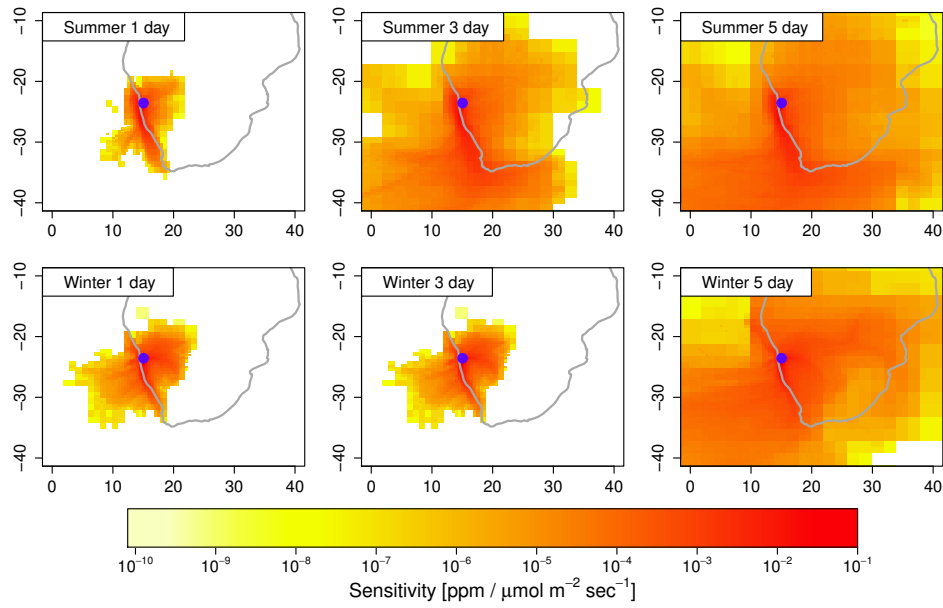 Summer 1 day
Summer 3 day
Summer 5 day
−10
−20
−30
−40
0 10 20 30 40
−10
−20
−30
−40
0 10 20 30 40
−10
−20
−30
−40
0 10 20 30 40
Winter 1 day
Winter 3 day
Winter 5 day
−10
−20
−30
−40
0 10 20 30 40
−10
−20
−30
−40
0 10 20 30 40
−10
−20
−30
−40
0 10 20 30 40
10⁻¹⁰ 10⁻⁹ 10⁻⁸ 10⁻⁷ 10⁻⁶ 10⁻⁵ 10⁻⁴ 10⁻³ 10⁻² 10⁻¹
Sensitivity [ppm / μmol m⁻² sec⁻¹]